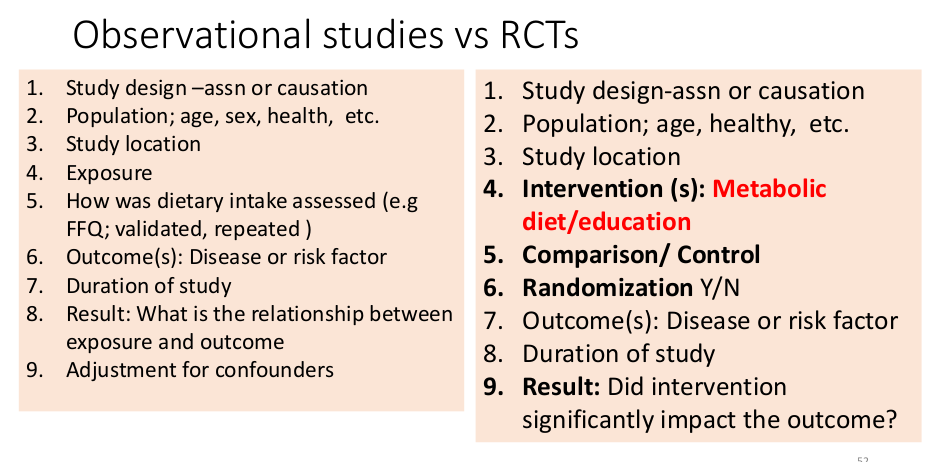 Observational studies vs RCTs
1. Study design –assn or causation
2. Population; age, sex, health,  etc.
3. Study location
4. Exposure
5. How was dietary intake assessed (e.g
FFQ; validated, repeated )
6. Outcome(s): Disease or risk factor
7. Duration of study
8. Result: What is the relationship between
exposure and outcome
9. Adjustment for confounders
1. Study design-assn or causation
2. Population; age, healthy,  etc.
3. Study location
4. Intervention (s): Metabolic
diet/education
5. Comparison/ Control
6. Randomization Y/N
7. Outcome(s): Disease or risk factor
8. Duration of study
9. Result: Did intervention
significantly impact the outcome?
52